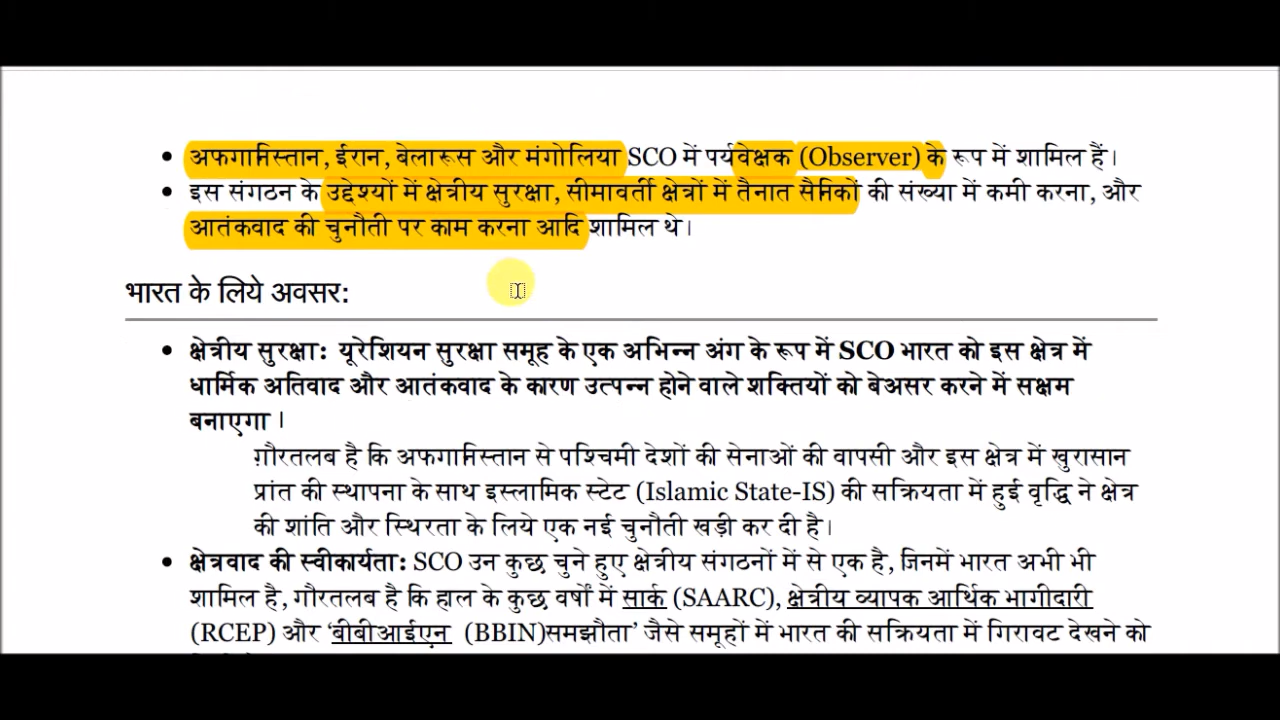 अफगानिस्तान, ईरान, बेलारूस और मंगोलिया SCO में पर्यवेक्षक (Observer) के रूप में शामिल हैं।
इस संगठन के उद्देश्यों में क्षेत्रीय सुरक्षा, सीमावर्ती क्षेत्रों में तैनात सैनिकों की संख्या में कमी करना, और
आतंकवाद की चुनौती पर काम करना आदि शामिल थे।
भारत के लिये अवसर:
क्षेत्रीय सुरक्षा: यूरेशियन सुरक्षा समूह के एक अभिन्न अंग के रूप में SCO भारत को इस क्षेत्र में
धार्मिक अतिवाद और आतंकवाद के कारण उत्पन्न होने वाले शक्तियों को बेअसर करने में सक्षम
बनाएगा ।
ग़ौरतलब है कि अफगानिस्तान से पश्चिमी देशों की सेनाओं की वापसी और इस क्षेत्र में खुरासान
प्रांत की स्थापना के साथ इस्लामिक स्टेट (Islamic State-IS) की सक्रियता में हुई वृद्धि ने क्षेत्र
की शांति और स्थिरता के लिये एक नई चुनौती खड़ी कर दी है।
क्षेत्रवाद की स्वीकार्यता: SCO उन कुछ चुने हुए क्षेत्रीय संगठनों में से एक है, जिनमें भारत अभी भी
शामिल है, गौरतलब है कि हाल के कुछ वर्षों में सार्क (SAARC), क्षेत्रीय व्यापक आर्थिक भागीदारी
(RCEP) और ‘बीबीआईएन (BBIN)समझौता’ जैसे समूहों में भारत की सक्रियता में गिरावट देखने को